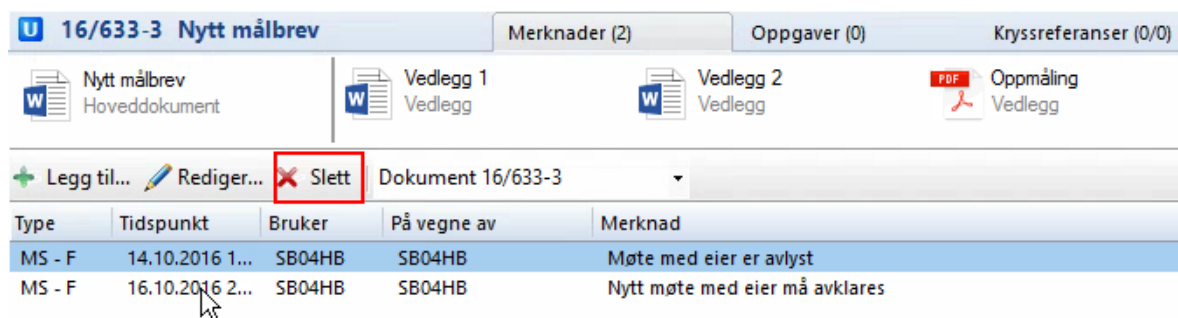 U 16/633-3 Nytt målbrev Merknader (2) Oppgaver (0) Kryssreferanser (0/0)
Nytt målbrev Vedlegg 1 Vedlegg 2 PDF Oppmåling
W Hoveddokument W Vedlegg W Vedlegg Vedlegg
Legg til... Rediger... Slett Dokument 16/633-3
Type Tidspunkt Bruker På vegne av Merknad
MS - F 14.10.2016 1... SB04HB SB04HB Møte med eier er avlyst
MS - F 16.10.2016 2... SB04HB SB04HB Nytt møte med eier må avklares